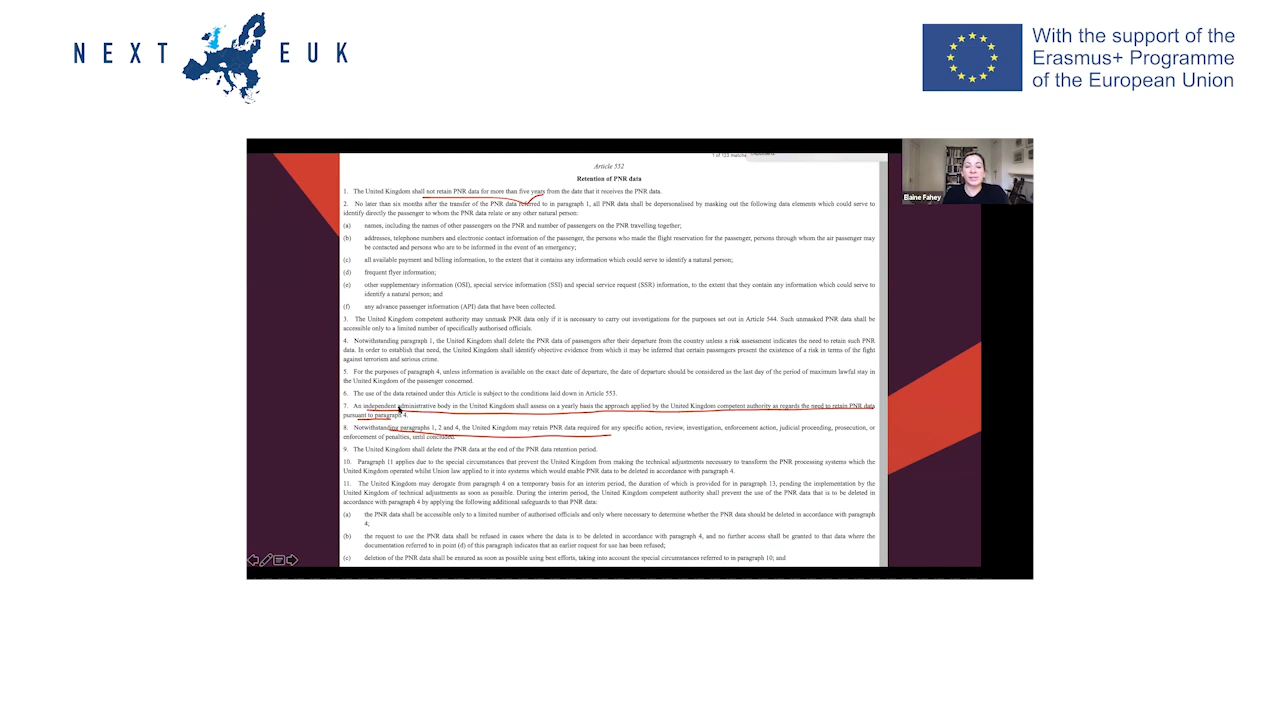 NEXT EUK
With the support of the
Erasmus+ Programme
of the European Union
1 of 123 matche
Elaine Fahey
Article 552
Retention of PNR data
1. The United Kingdom shall not retain PNR data for more than five years from the date that it receives the PNR data.
2. No later than six months after the transfer of the PNR data referred to in paragraph 1, all PNR data shall be depersonalised by masking out the following data elements which could serve to
identify directly the passenger to whom the PNR data relate or any other natural person:
(a) names, including the names of other passengers on the PNR and number of passengers on the PNR travelling together;
(b) addresses, telephone numbers and electronic contact information of the passenger, the persons who made the flight reservation for the passenger, persons through whom the air passenger may
be contacted and persons who are to be informed in the event of an emergency;
(c) all available payment and billing information, to the extent that it contains any information which could serve to identify a natural person;
(d) frequent flyer information;
(e) other supplementary information (OSI), special service information (SSI) and special service request (SSR) information, to the extent that they contain any information which could serve to
identify a natural person; and
(f) any advance passenger information (API) data that have been collected.
3. The United Kingdom competent authority may unmask PNR data only if it is necessary to carry out investigations for the purposes set out in Article 544. Such unmasked PNR data shall be
accessible only to a limited number of specifically authorised officials.
4. Notwithstanding paragraph 1, the United Kingdom shall delete the PNR data of passengers after their departure from the country unless a risk assessment indicates the need to retain such PNR
data. In order to establish that need, the United Kingdom shall identify objective evidence from which it may be inferred that certain passengers present the existence of a risk in terms of the fight
against terrorism and serious crime.
5. For the purposes of paragraph 4, unless information is available on the exact date of departure, the date of departure should be considered as the last day of the period of maximum lawful stay in
the United Kingdom of the passenger concerned.
6. The use of the data retained under this Article is subject to the conditions laid down in Article 553.
7. An independent administrative body in the United Kingdom shall assess on a yearly basis the approach applied by the United Kingdom competent authority as regards the need to retain PNR data
pursuant to paragraph 4.
8. Notwithstanding paragraphs 1, 2 and 4, the United Kingdom may retain PNR data required for any specific action, review, investigation, enforcement action, judicial proceeding, prosecution, or
enforcement of penalties, until concluded.
9. The United Kingdom shall delete the PNR data at the end of the PNR data retention period.
10. Paragraph 11 applies due to the special circumstances that prevent the United Kingdom from making the technical adjustments necessary to transform the PNR processing systems which the
United Kingdom operated whilst Union law applied to it into systems which would enable PNR data to be deleted in accordance with paragraph 4.
11. The United Kingdom may derogate from paragraph 4 on a temporary basis for an interim period, the duration of which is provided for in paragraph 13, pending the implementation by the
United Kingdom of technical adjustments as soon as possible. During the interim period, the United Kingdom competent authority shall prevent the use of the PNR data that is to be deleted in
accordance with paragraph 4 by applying the following additional safeguards to that PNR data:
(a) the PNR data shall be accessible only to a limited number of authorised officials and only where necessary to determine whether the PNR data should be deleted in accordance with paragraph
4;
(b) the request to use the PNR data shall be refused in cases where the data is to be deleted in accordance with paragraph 4, and no further access shall be granted to that data where the
documentation referred to in point (d) of this paragraph indicates that an earlier request for use has been refused;
(c) deletion of the PNR data shall be ensured as soon as possible using best efforts, taking into account the special circumstances referred to in paragraph 10; and